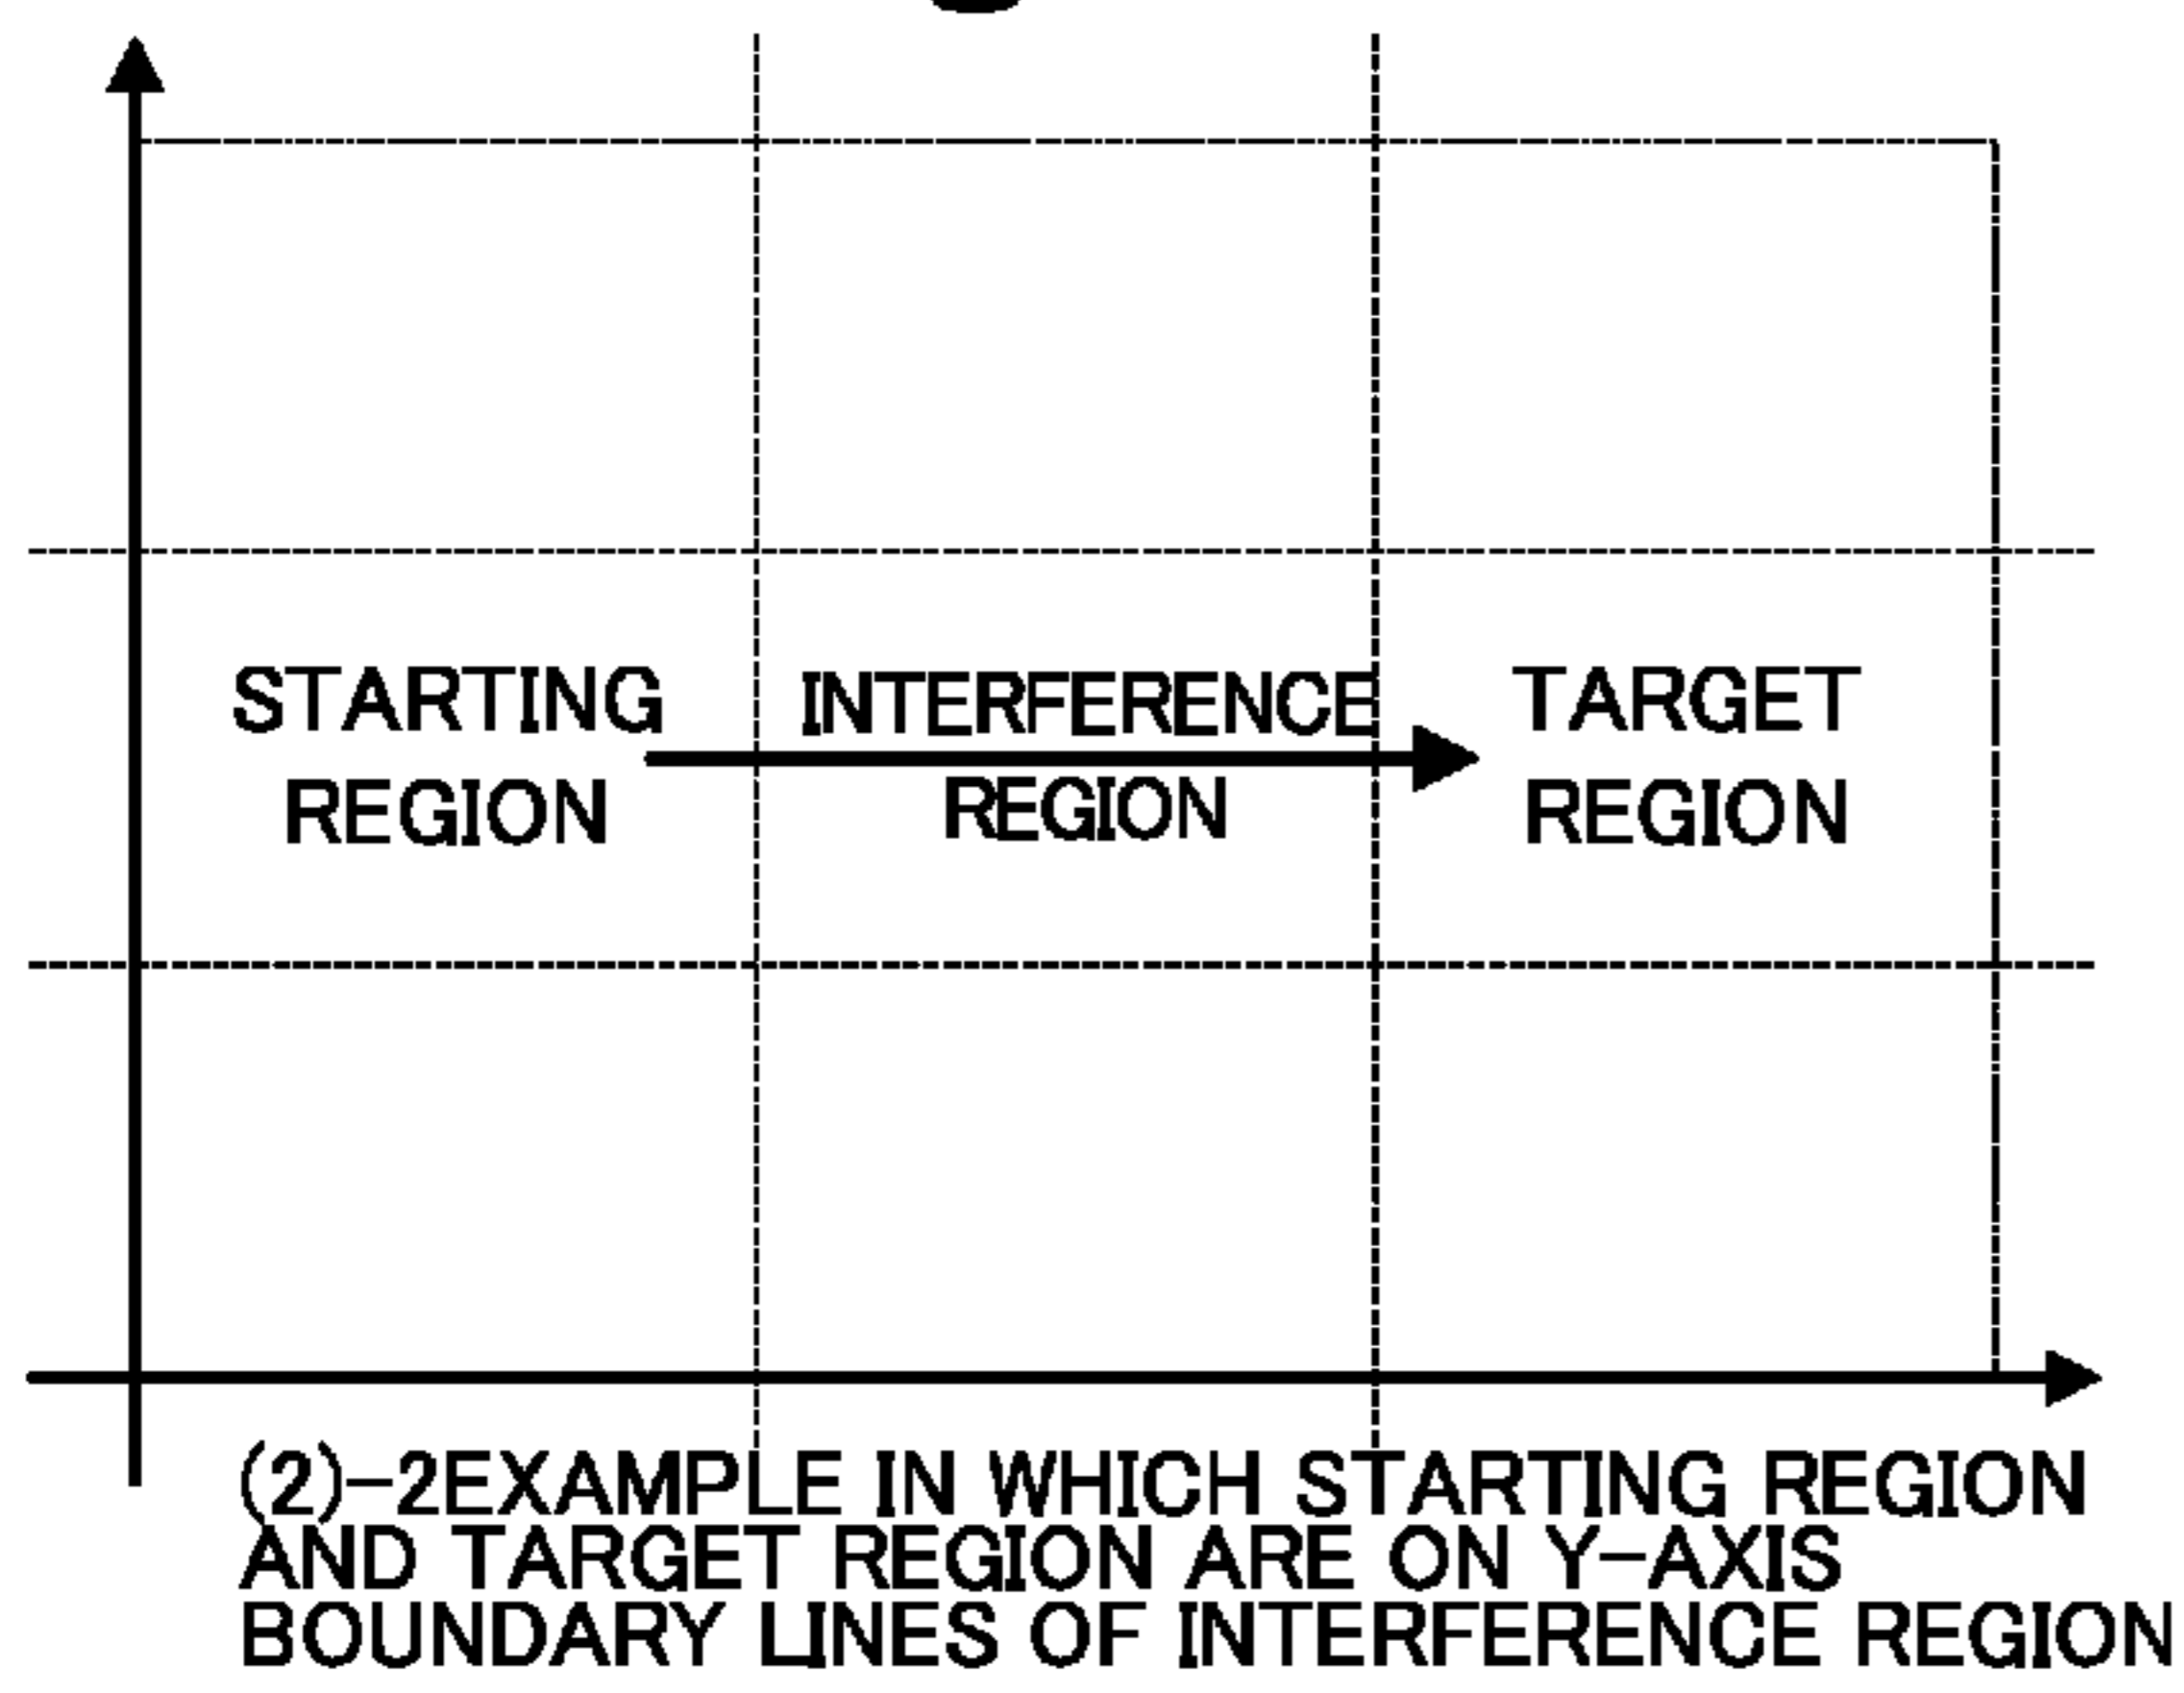 STARTING
REGION
INTERFERENCE
REGION
TARGET
REGION
(2)-2EXAMPLE IN WHICH STARTING REGION
AND TARGET REGION ARE ON Y-AXIS
BOUNDARY LINES OF INTERFERENCE REGION